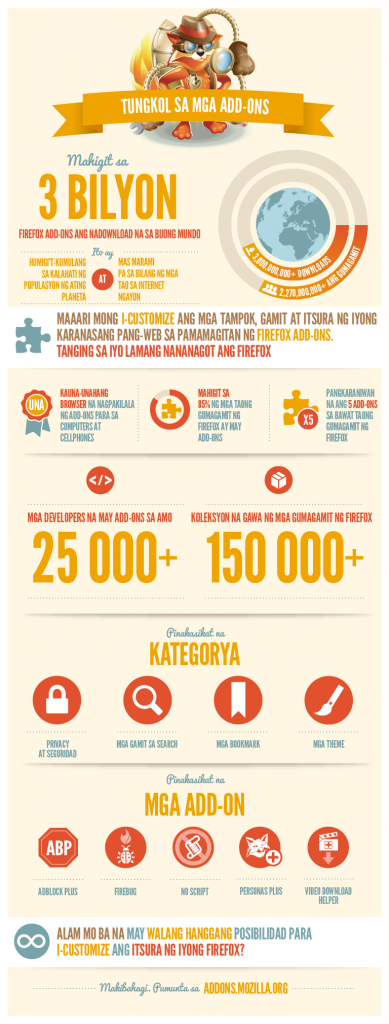 TUNGKOL SA MGA ADD-ONS
Mahigit sa
3 BILYON
FIREFOX ADD-ONS ANG NADOWNLOAD NA SA BUONG MUNDO
Ito ay
HUMIGI'T-KUMULANG
SA KALAHATI NG
POPULASYON NG ATING
PLANETA
AT
MAS MARAMI
PA SA BILANG NG MGA
TAO SA INTERNET
NGAYON
3,000,000,000+ DOWNLOADS
2,270,000,000+ ANG GUMAGAMIT
MAAARI MONG I-CUSTOMIZE ANG MGA TAMPOK, GAMIT AT ITSURA NG IYONG
KARANASANG PANG-WEB SA PAMAMAGITAN NG FIREFOX ADD-ONS.
TANGING SA IYO LAMANG NANANAGOT ANG FIREFOX
UNA
KAUNA-UNAHANG
BROWSER NA NAGPAKILALA
NG ADD-ONS PARA SA
COMPUTERS AT
CELLPHONES
MAHIGIT SA
85% NG MGA TAONG
GUMAGAMIT NG
FIREFOX AY MAY
ADD-ONS
X5
PANGKARANIWAN
NA ANG 5 ADD-ONS
SA BAWAT TAONG
GUMAGAMIT NG
FIREFOX
</>
MGA DEVELOPERS NA MAY ADD-ONS SA AMO
25 000+
KOLEKSYON NA GAWA NG MGA GUMAGAMIT NG FIREFOX
150 000+
Pinakasikat na
KATEGORYA
PRIVACY
AT SEGURIDAD
MGA GAMIT SA SEARCH
MGA BOOKMARK
MGA THEME
Pinakasikat na
MGA ADD-ON
ABP
ADBLOCK PLUS
FIREBUG
NO SCRIPT
PERSONAS PLUS
VIDEO DOWNLOAD
HELPER
ALAM MO BA NA MAY WALANG HANGGANG POSIBILIDAD PARA
I-CUSTOMIZE ANG ITSURA NG IYONG FIREFOX?
Makibahagi. Pumunta sa ADDONS.MOZILLA.ORG